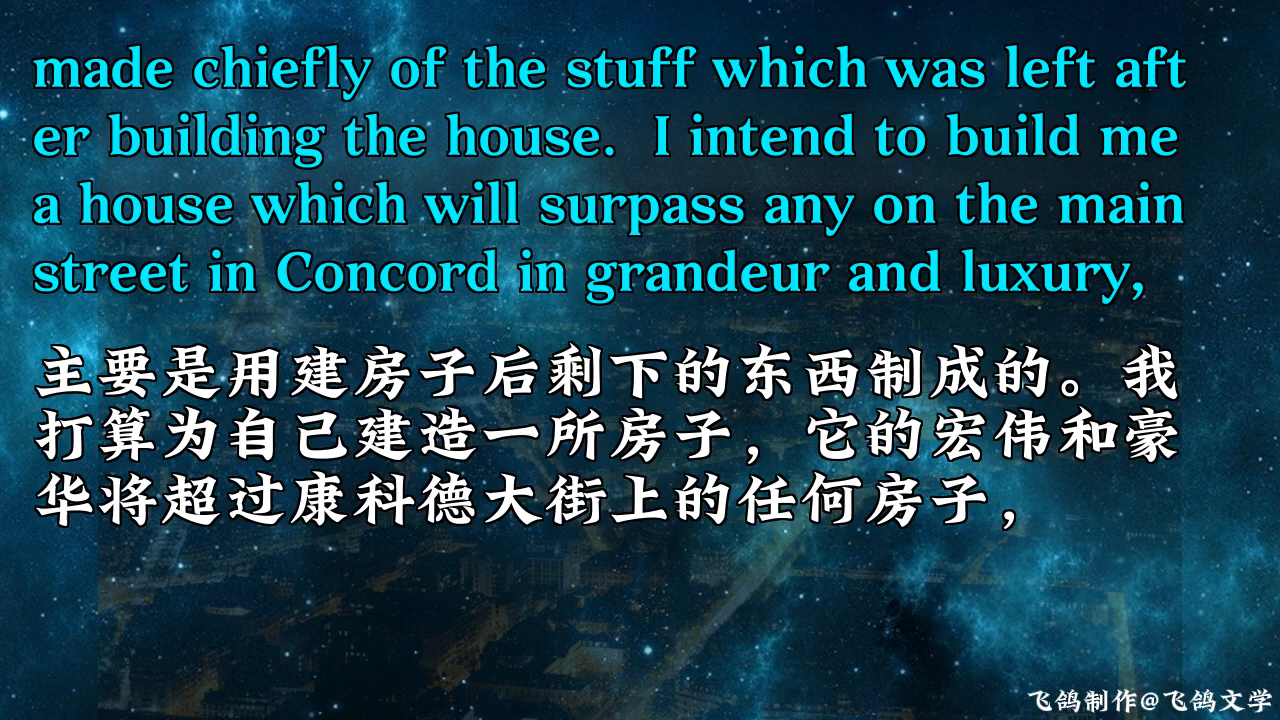 made chiefly of the stuff which was left aft
er building the house.  I intend to build me
a house which will surpass any on the main
street in Concord in grandeur and luxury,
主要是用建房子后剩下的东西制成的。我
打算为自己建造一所房子，它的宏伟和豪
华将超过康科德大街上的任何房子，
飞鸽制作@飞鸽文学